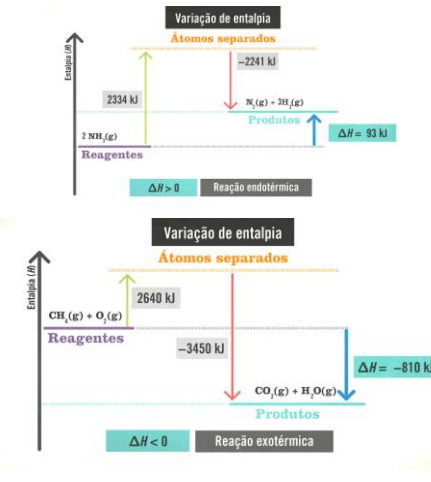 Variação de entalpia
Átomos separados
Entalpia (H)
2334 kJ
−2241 kJ
N₂(g) + 3H₂(g)
Produtos
2 NH₃(g)
ΔH = 93 kJ
Reagentes
ΔH > 0 Reação endotérmica
Variação de entalpia
Átomos separados
Entalpia (H)
2640 kJ
CH₄(g) + O₂(g)
Reagentes
−3450 kJ
ΔH = −810 kJ
CO₂(g) + H₂O(g)
Produtos
ΔH < 0 Reação exotérmica